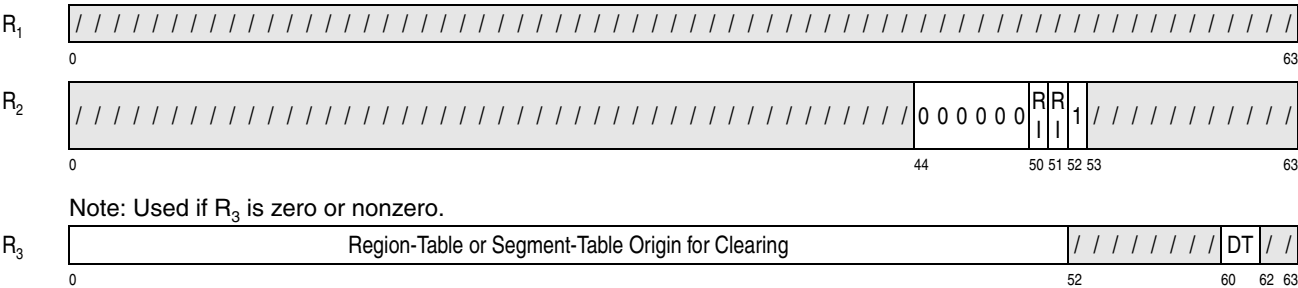 R1 / / / / / / / / / / / / / / / / / / / / / / / / / / / / / / / / / / / / / / / / / / / / / / / / / / / / / / / / / / / / / / / /
0 63
R2 / / / / / / / / / / / / / / / / / / / / / / / / / / / / / / / / / / / / / / / / / / / / 0 0 0 0 0 0 RI RI 1 / / / / / / / / / / /
0 44 50 51 52 53 63
Note: Used if R3 is zero or nonzero.
R3 Region-Table or Segment-Table Origin for Clearing / / / / / / / / DT / /
0 52 60 62 63